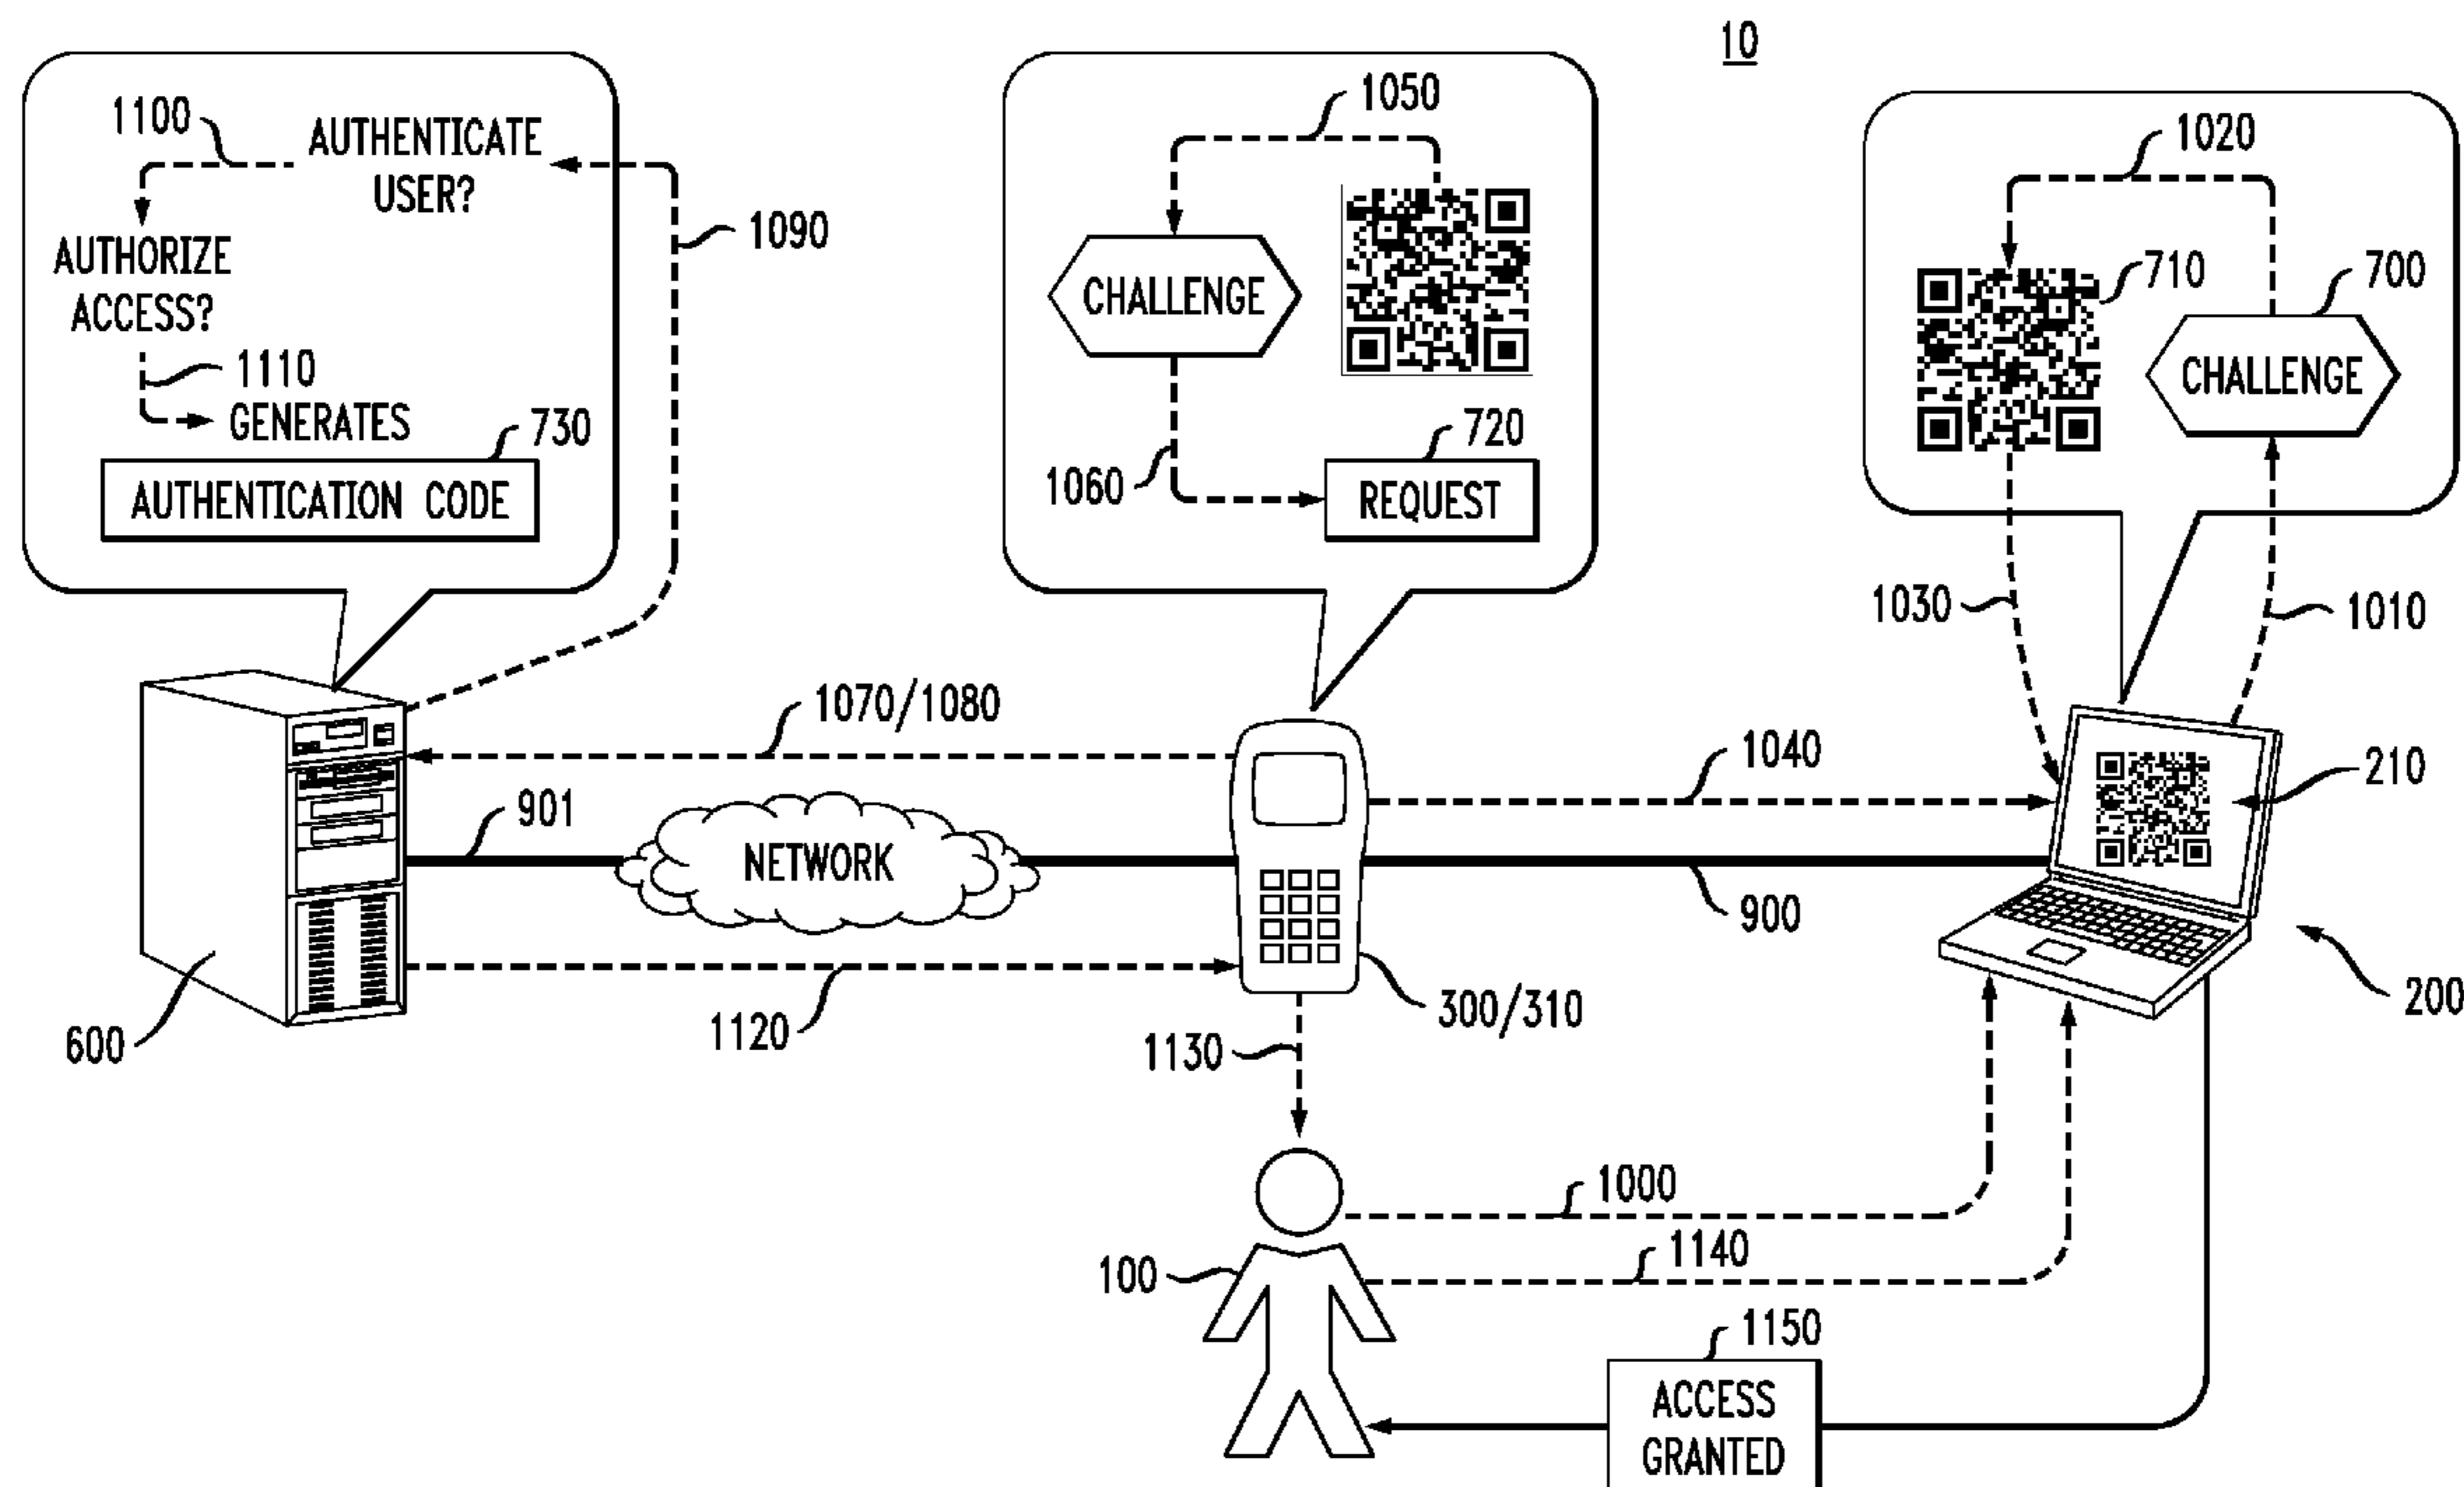 10
1100
AUTHENTICATE
USER?
1090
AUTHORIZE
ACCESS?
1110
GENERATES
730
AUTHENTICATION CODE
1050
CHALLENGE
720
1060
REQUEST
1020
710
700
CHALLENGE
1030
1010
1070/1080
1040
210
901
NETWORK
900
600
1120
300/310
200
1130
1000
100
1140
1150
ACCESS
GRANTED